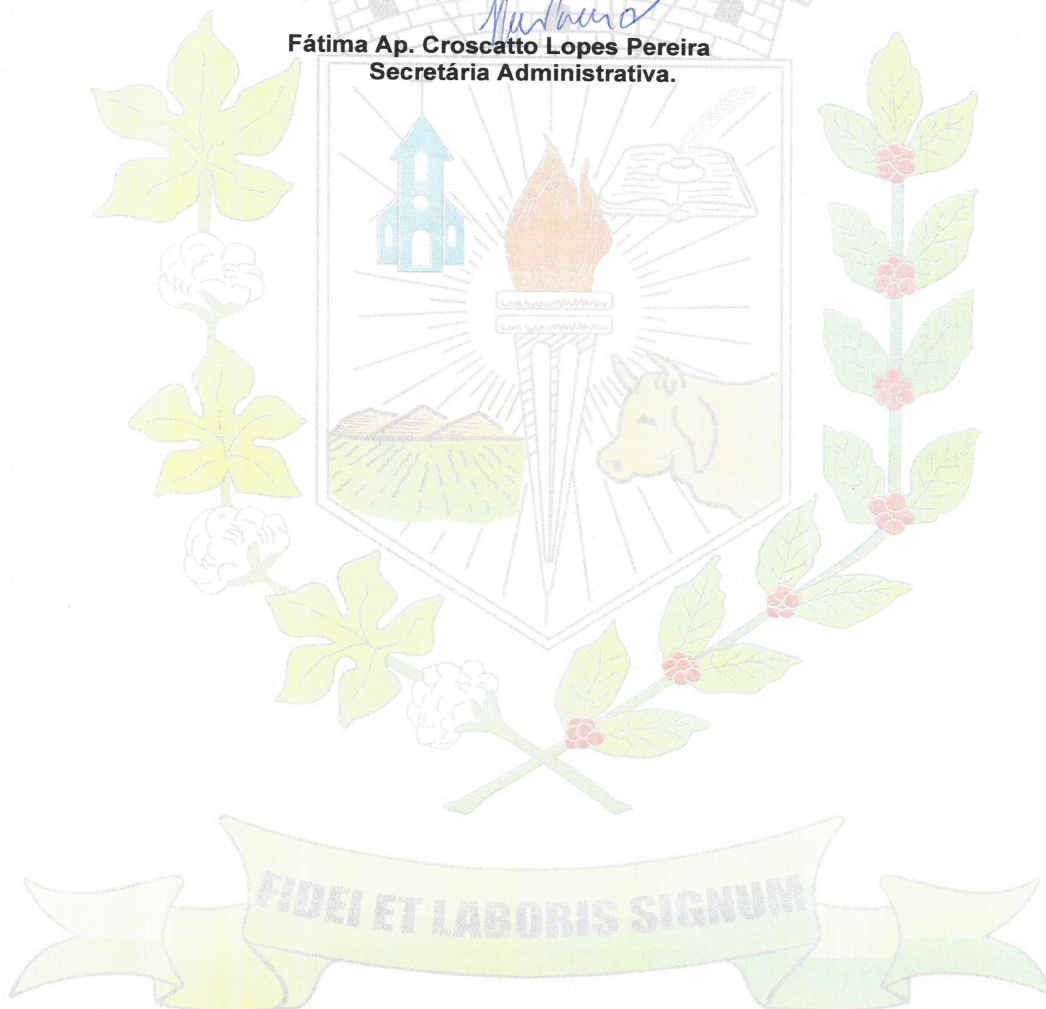 Fátima Ap. Croscatto Lopes Pereira
Secretária Administrativa.
FIDEI ET LABORIS SIGNUM